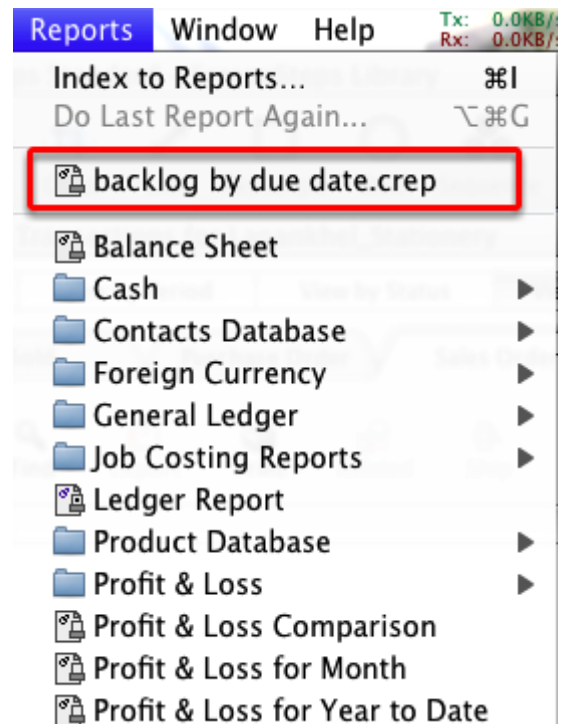 Reports Window Help Tx: 0.0KB/
Rx: 0.0KB/
Index to Reports... ⌘I
Do Last Report Again... ⌥⌘G
backlog by due date.crep
Balance Sheet
Cash
Contacts Database
Foreign Currency
General Ledger
Job Costing Reports
Ledger Report
Product Database
Profit & Loss
Profit & Loss Comparison
Profit & Loss for Month
Profit & Loss for Year to Date